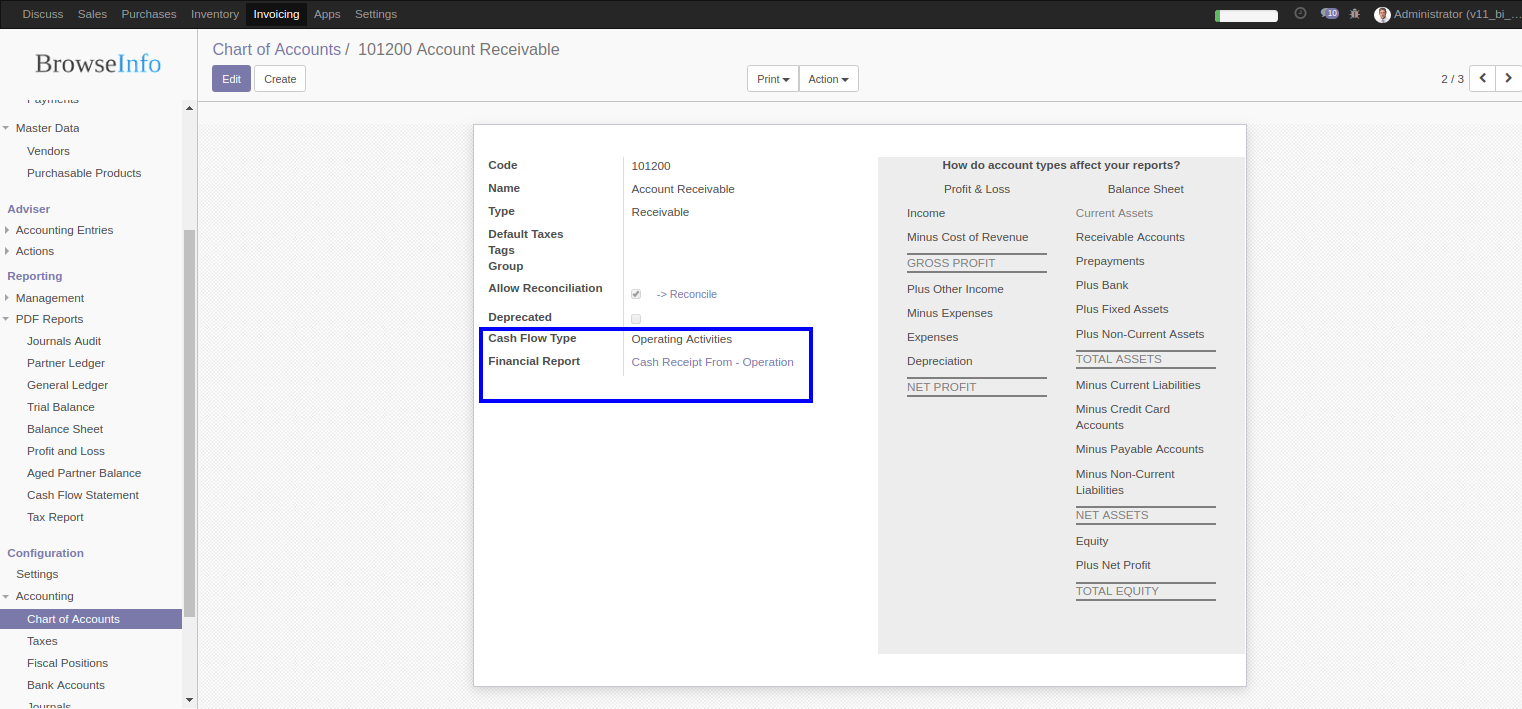 Discuss Sales Purchases Inventory Invoicing Apps Settings
10 Administrator (v11_bi_...
BrowseInfo
Payments
Master Data
Vendors
Purchasable Products
Adviser
Accounting Entries
Actions
Reporting
Management
PDF Reports
Journals Audit
Partner Ledger
General Ledger
Trial Balance
Balance Sheet
Profit and Loss
Aged Partner Balance
Cash Flow Statement
Tax Report
Configuration
Settings
Accounting
Chart of Accounts
Taxes
Fiscal Positions
Bank Accounts
Journals
Chart of Accounts / 101200 Account Receivable
Edit Create
Print Action
2 / 3
Code 101200
Name Account Receivable
Type Receivable
Default Taxes
Tags
Group
Allow Reconciliation -> Reconcile
Deprecated
Cash Flow Type Operating Activities
Financial Report Cash Receipt From - Operation
How do account types affect your reports?
Profit & Loss
Income
Minus Cost of Revenue
GROSS PROFIT
Plus Other Income
Minus Expenses
Expenses
Depreciation
NET PROFIT
Balance Sheet
Current Assets
Receivable Accounts
Prepayments
Plus Bank
Plus Fixed Assets
Plus Non-Current Assets
TOTAL ASSETS
Minus Current Liabilities
Minus Credit Card
Accounts
Minus Payable Accounts
Minus Non-Current
Liabilities
NET ASSETS
Equity
Plus Net Profit
TOTAL EQUITY